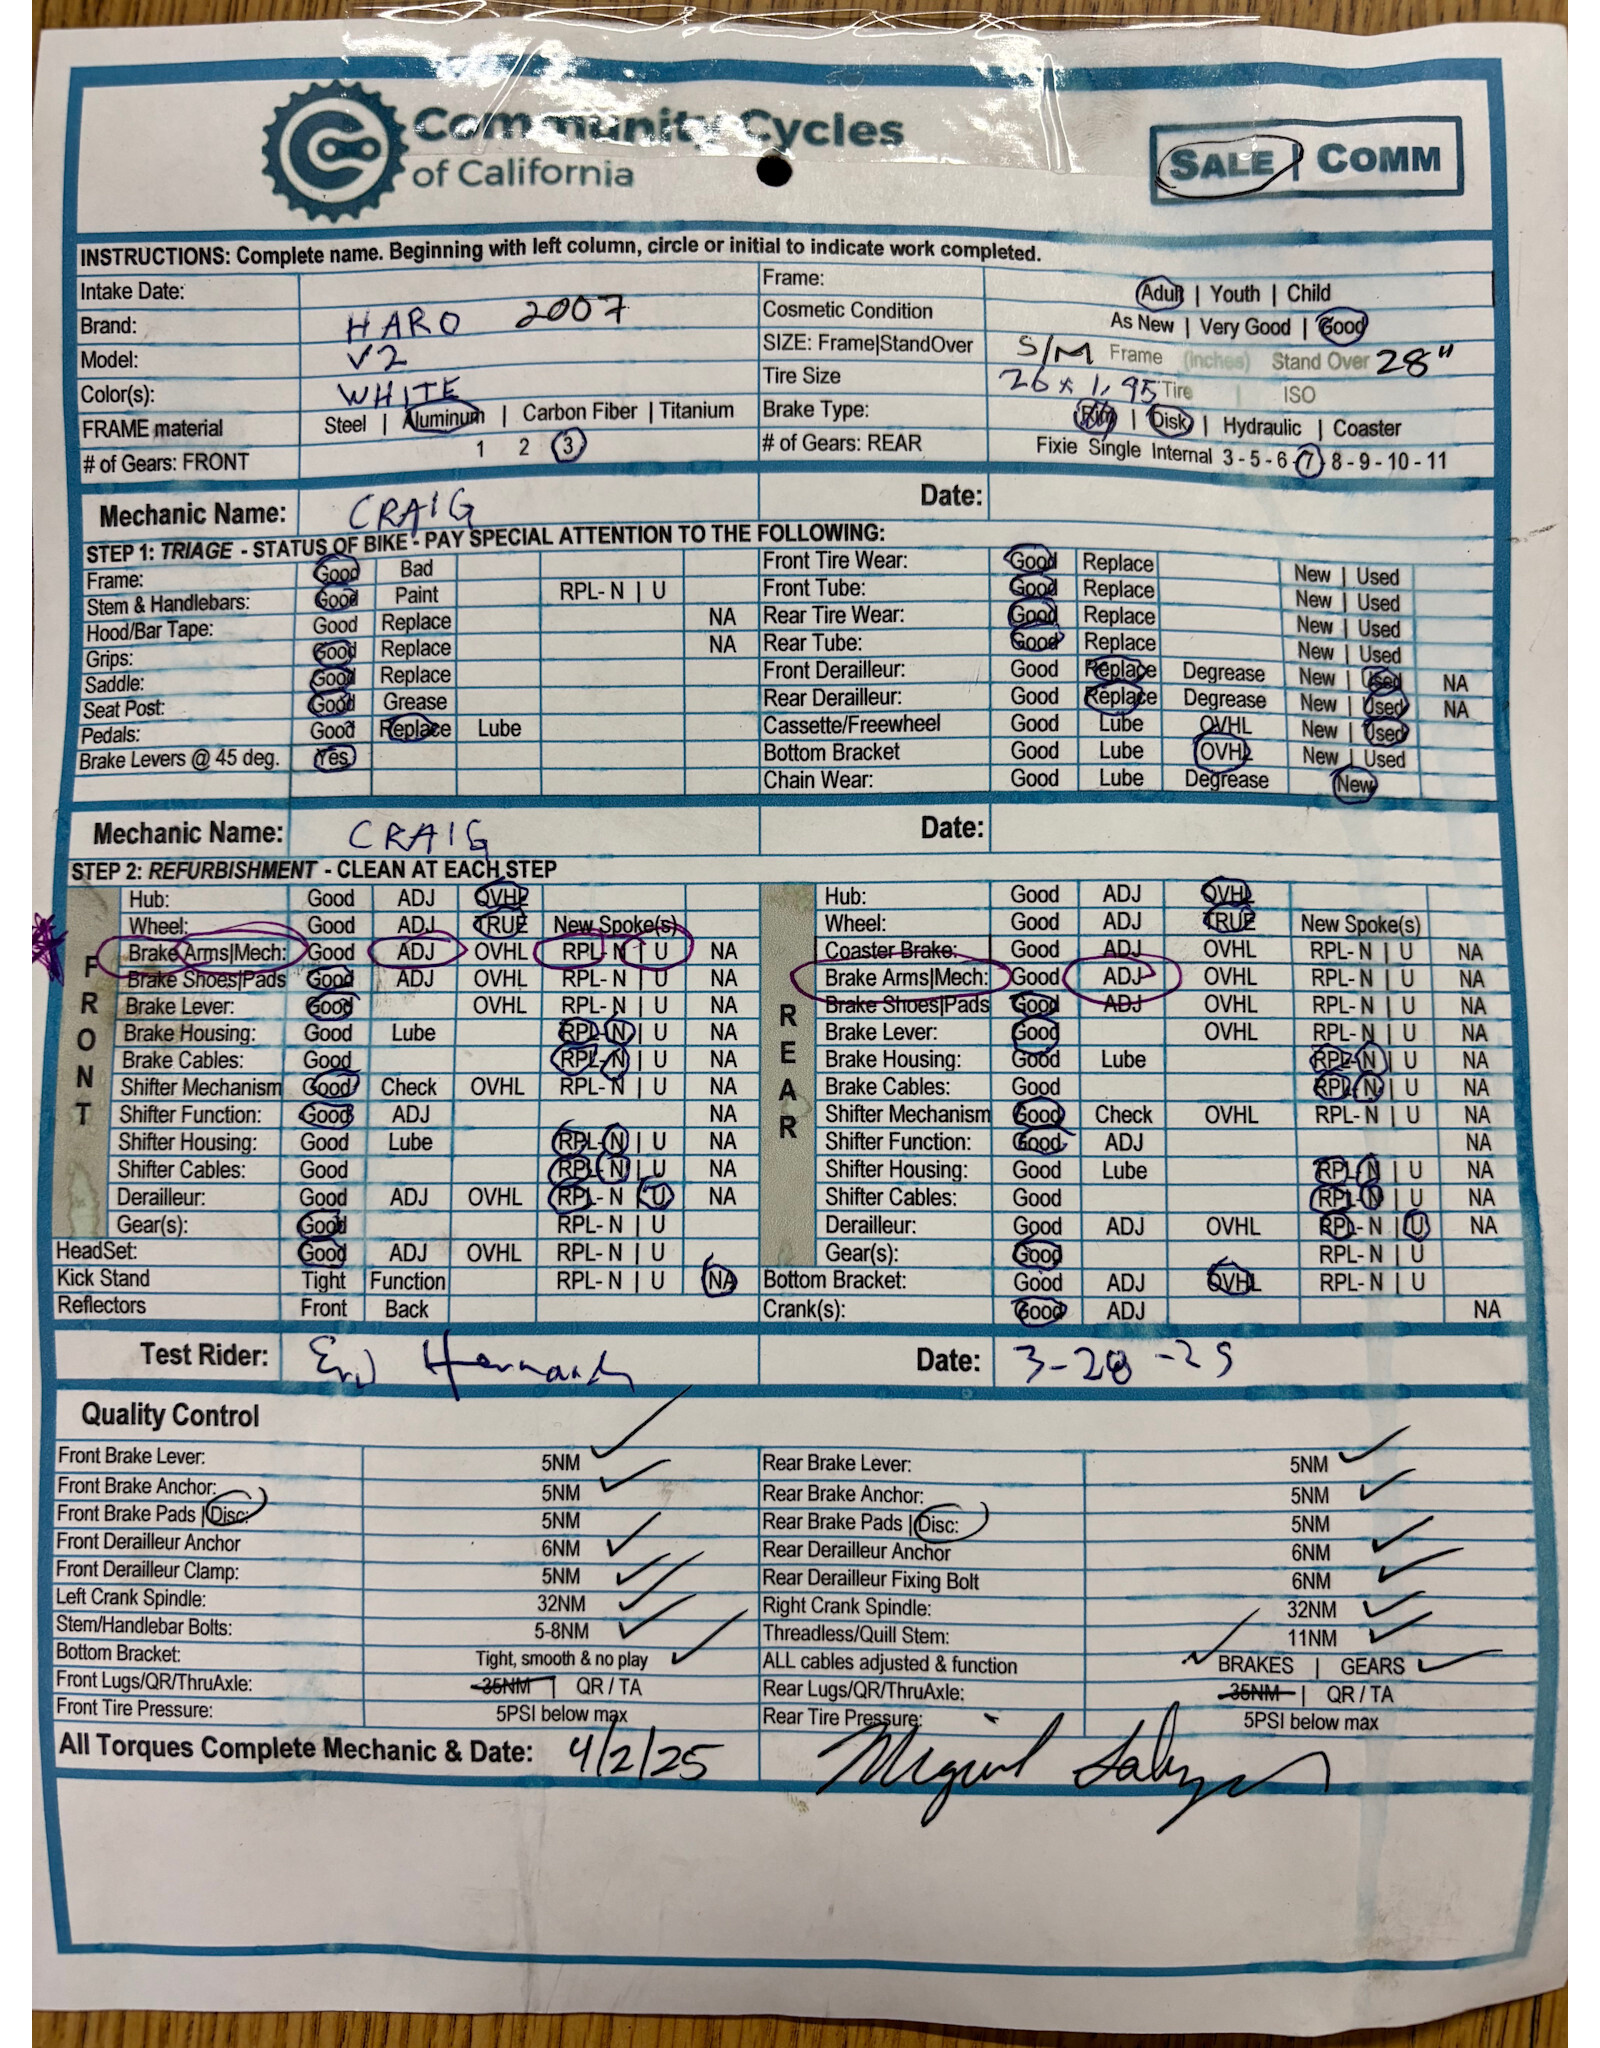 Community Cycles
of California
SALE | COMM
INSTRUCTIONS: Complete name. Beginning with left column, circle or initial to indicate work completed.
Intake Date: Frame: Adult | Youth | Child
Brand: HARO 2007 Cosmetic Condition As New | Very Good | Good
Model: V2 SIZE: Frame|StandOver S/M Frame (inches) Stand Over 28"
Color(s): WHITE Tire Size 26 x 1.95 Tire | ISO
FRAME material Steel | Aluminum | Carbon Fiber | Titanium Brake Type: Rim | Disk | Hydraulic | Coaster
# of Gears: FRONT 1 2 3 # of Gears: REAR Fixie Single Internal 3 - 5 - 6 - 7 - 8 - 9 - 10 - 11
Mechanic Name: CRAIG Date:
STEP 1: TRIAGE - STATUS OF BIKE - PAY SPECIAL ATTENTION TO THE FOLLOWING:
Frame: Good Bad Front Tire Wear: Good Replace New | Used
Stem & Handlebars: Good Paint RPL- N | U Front Tube: Good Replace New | Used
Hood/Bar Tape: Good Replace NA Rear Tire Wear: Good Replace New | Used
Grips: Good Replace NA Rear Tube: Good Replace New | Used
Saddle: Good Replace Front Derailleur: Good Replace Degrease New | Used NA
Seat Post: Good Grease Rear Derailleur: Good Replace Degrease New | Used NA
Pedals: Good Replace Lube Cassette/Freewheel Good Lube OVHL New | Used
Brake Levers @ 45 deg. Yes Bottom Bracket Good Lube OVHL New | Used
Chain Wear: Good Lube Degrease New
Mechanic Name: CRAIG Date:
STEP 2: REFURBISHMENT - CLEAN AT EACH STEP
FRONT REAR
Hub: Good ADJ OVHL Hub: Good ADJ OVHL
Wheel: Good ADJ TRUE New Spoke(s) Wheel: Good ADJ TRUE New Spoke(s)
Brake Arms|Mech: Good ADJ OVHL RPL- N | U NA Coaster Brake: Good ADJ OVHL RPL- N | U NA
Brake Shoes|Pads Good ADJ RPL- N | U NA Brake Arms|Mech: Good ADJ OVHL RPL- N | U NA
Brake Lever: Good OVHL RPL- N | U NA Brake Shoes|Pads Good ADJ OVHL RPL- N | U NA
Brake Housing: Good Lube RPL- N | U NA Brake Lever: Good OVHL RPL- N | U NA
Brake Cables: Good RPL- N | U NA Brake Housing: Good Lube RPL- N | U NA
Shifter Mechanism Good Check OVHL RPL- N | U NA Brake Cables: Good RPL- N | U NA
Shifter Function: Good ADJ NA Shifter Mechanism Good Check OVHL RPL- N | U NA
Shifter Housing: Good Lube RPL- N | U NA Shifter Function: Good ADJ NA
Shifter Cables: Good RPL- N | U NA Shifter Housing: Good Lube RPL- N | U NA
Derailleur: Good ADJ OVHL RPL- N | U NA Shifter Cables: Good RPL- N | U NA
Gear(s): Good RPL- N | U Derailleur: Good ADJ OVHL RPL- N | U NA
HeadSet: Good ADJ OVHL RPL- N | U Gear(s): Good RPL- N | U
Kick Stand Tight Function RPL- N | U NA Bottom Bracket: Good ADJ OVHL RPL- N | U
Reflectors Front Back Crank(s): Good ADJ NA
Test Rider: Date: 3-28-25
Quality Control
Front Brake Lever: 5NM Rear Brake Lever: 5NM
Front Brake Anchor: 5NM Rear Brake Anchor: 5NM
Front Brake Pads | Disc: 5NM Rear Brake Pads | Disc: 5NM
Front Derailleur Anchor 6NM Rear Derailleur Anchor 6NM
Front Derailleur Clamp: 5NM Rear Derailleur Fixing Bolt 6NM
Left Crank Spindle: 32NM Right Crank Spindle: 32NM
Stem/Handlebar Bolts: 5-8NM Threadless/Quill Stem: 11NM
Bottom Bracket: Tight, smooth & no play ALL cables adjusted & function BRAKES | GEARS
Front Lugs/QR/ThruAxle: 35NM | QR / TA Rear Lugs/QR/ThruAxle: 35NM | QR / TA
Front Tire Pressure: 5PSI below max Rear Tire Pressure: 5PSI below max
All Torques Complete Mechanic & Date: 4/2/25 Miguel